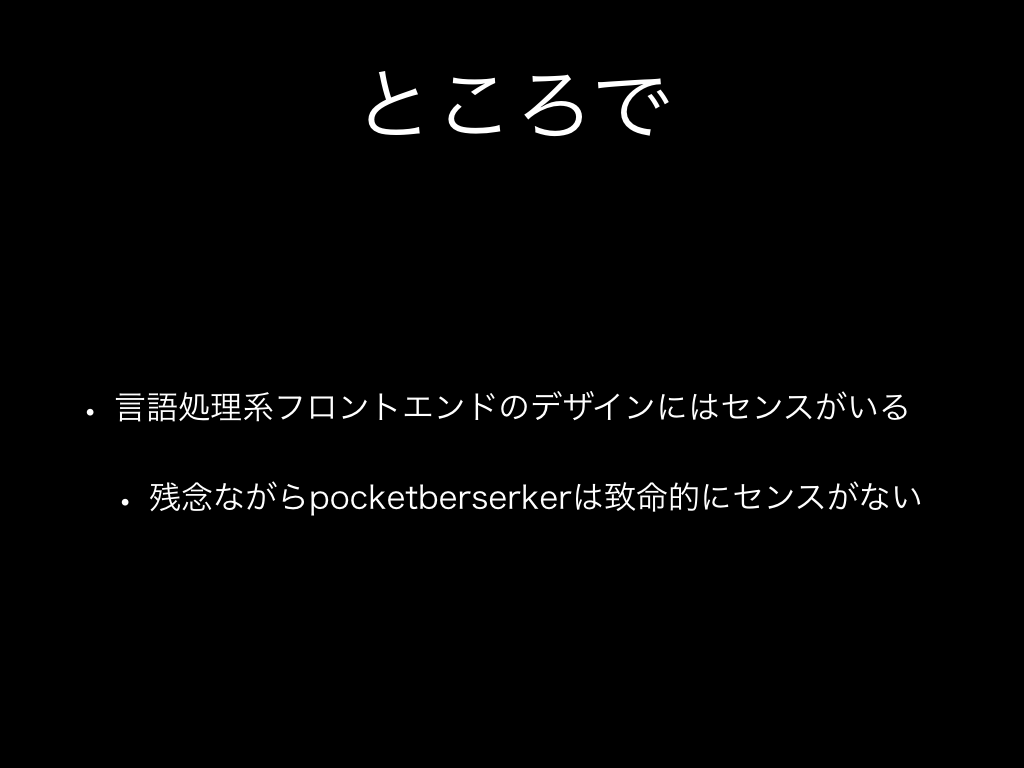 ところで
• 言語処理系フロントエンドのデザインにはセンスがいる
• 残念ながらpocketberserkerは致命的にセンスがない